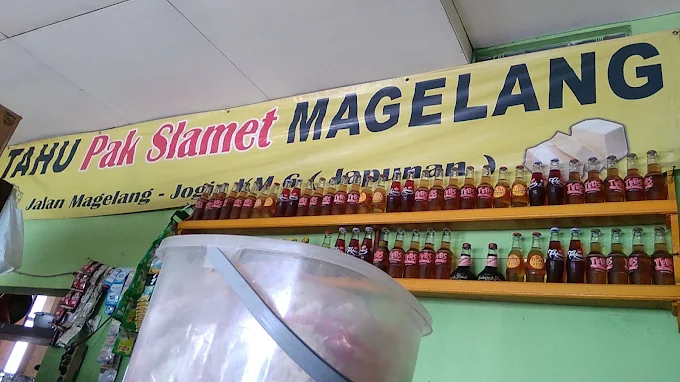 TAHU Pak Slamet MAGELANG
Jalan Magelang - Jogja KM 6 ( Japunan )